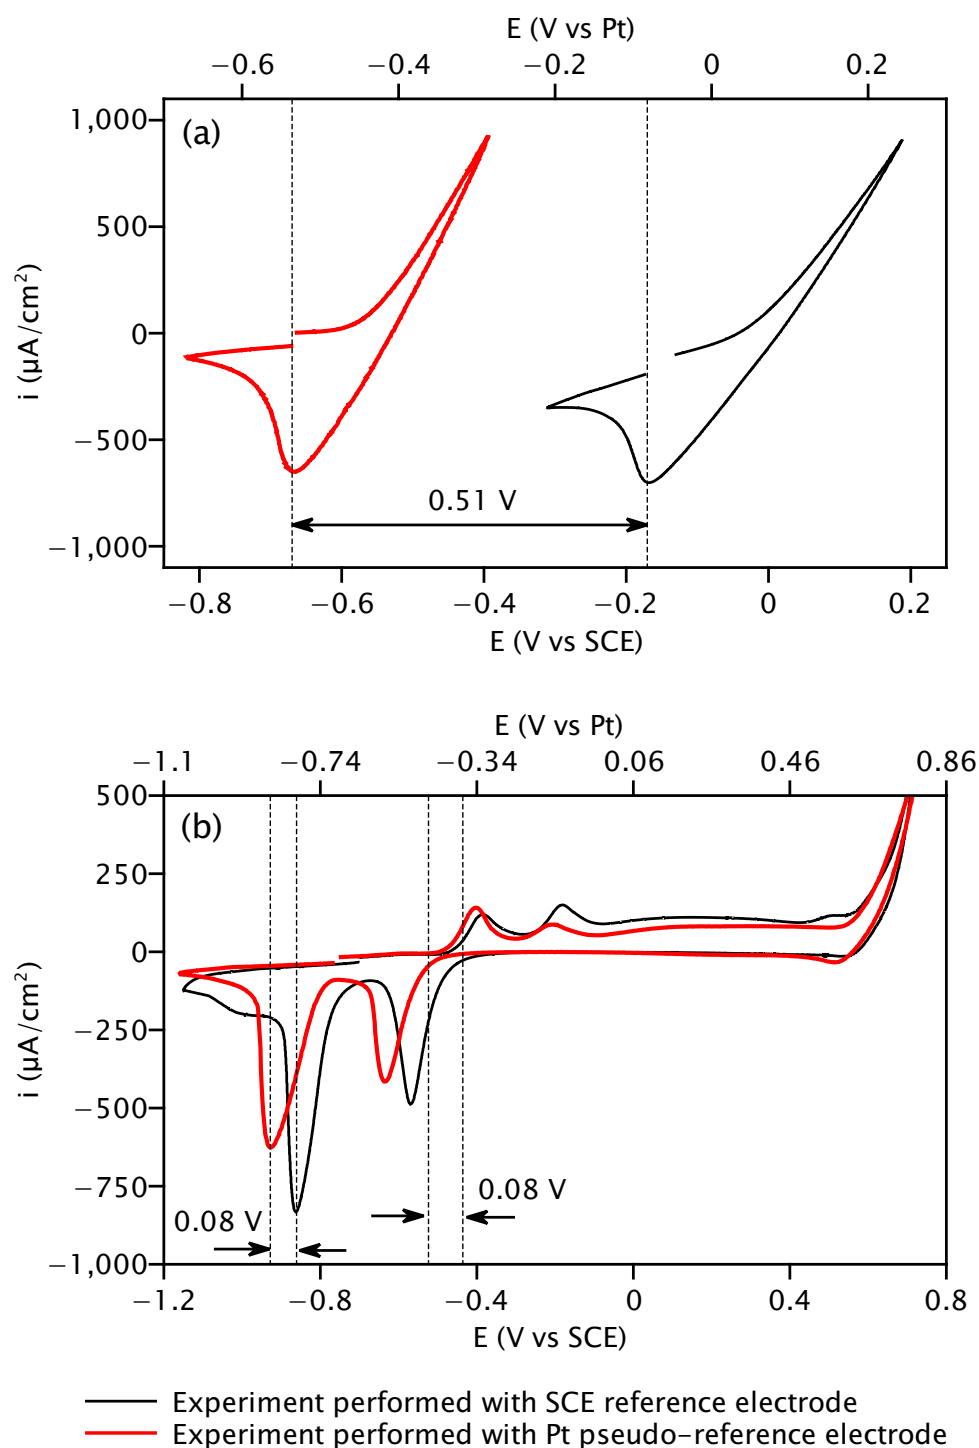 E (V vs Pt)
−0.6 −0.4 −0.2 0 0.2
(a)
1,000
500
0
−500
−1,000
i (µA/cm²)
0.51 V
−0.8 −0.6 −0.4 −0.2 0 0.2
E (V vs SCE)
E (V vs Pt)
−1.1 −0.74 −0.34 0.06 0.46 0.86
(b)
500
250
0
−250
−500
−750
−1,000
i (µA/cm²)
0.08 V
0.08 V
−1.2 −0.8 −0.4 0 0.4 0.8
E (V vs SCE)
Experiment performed with SCE reference electrode
Experiment performed with Pt pseudo-reference electrode